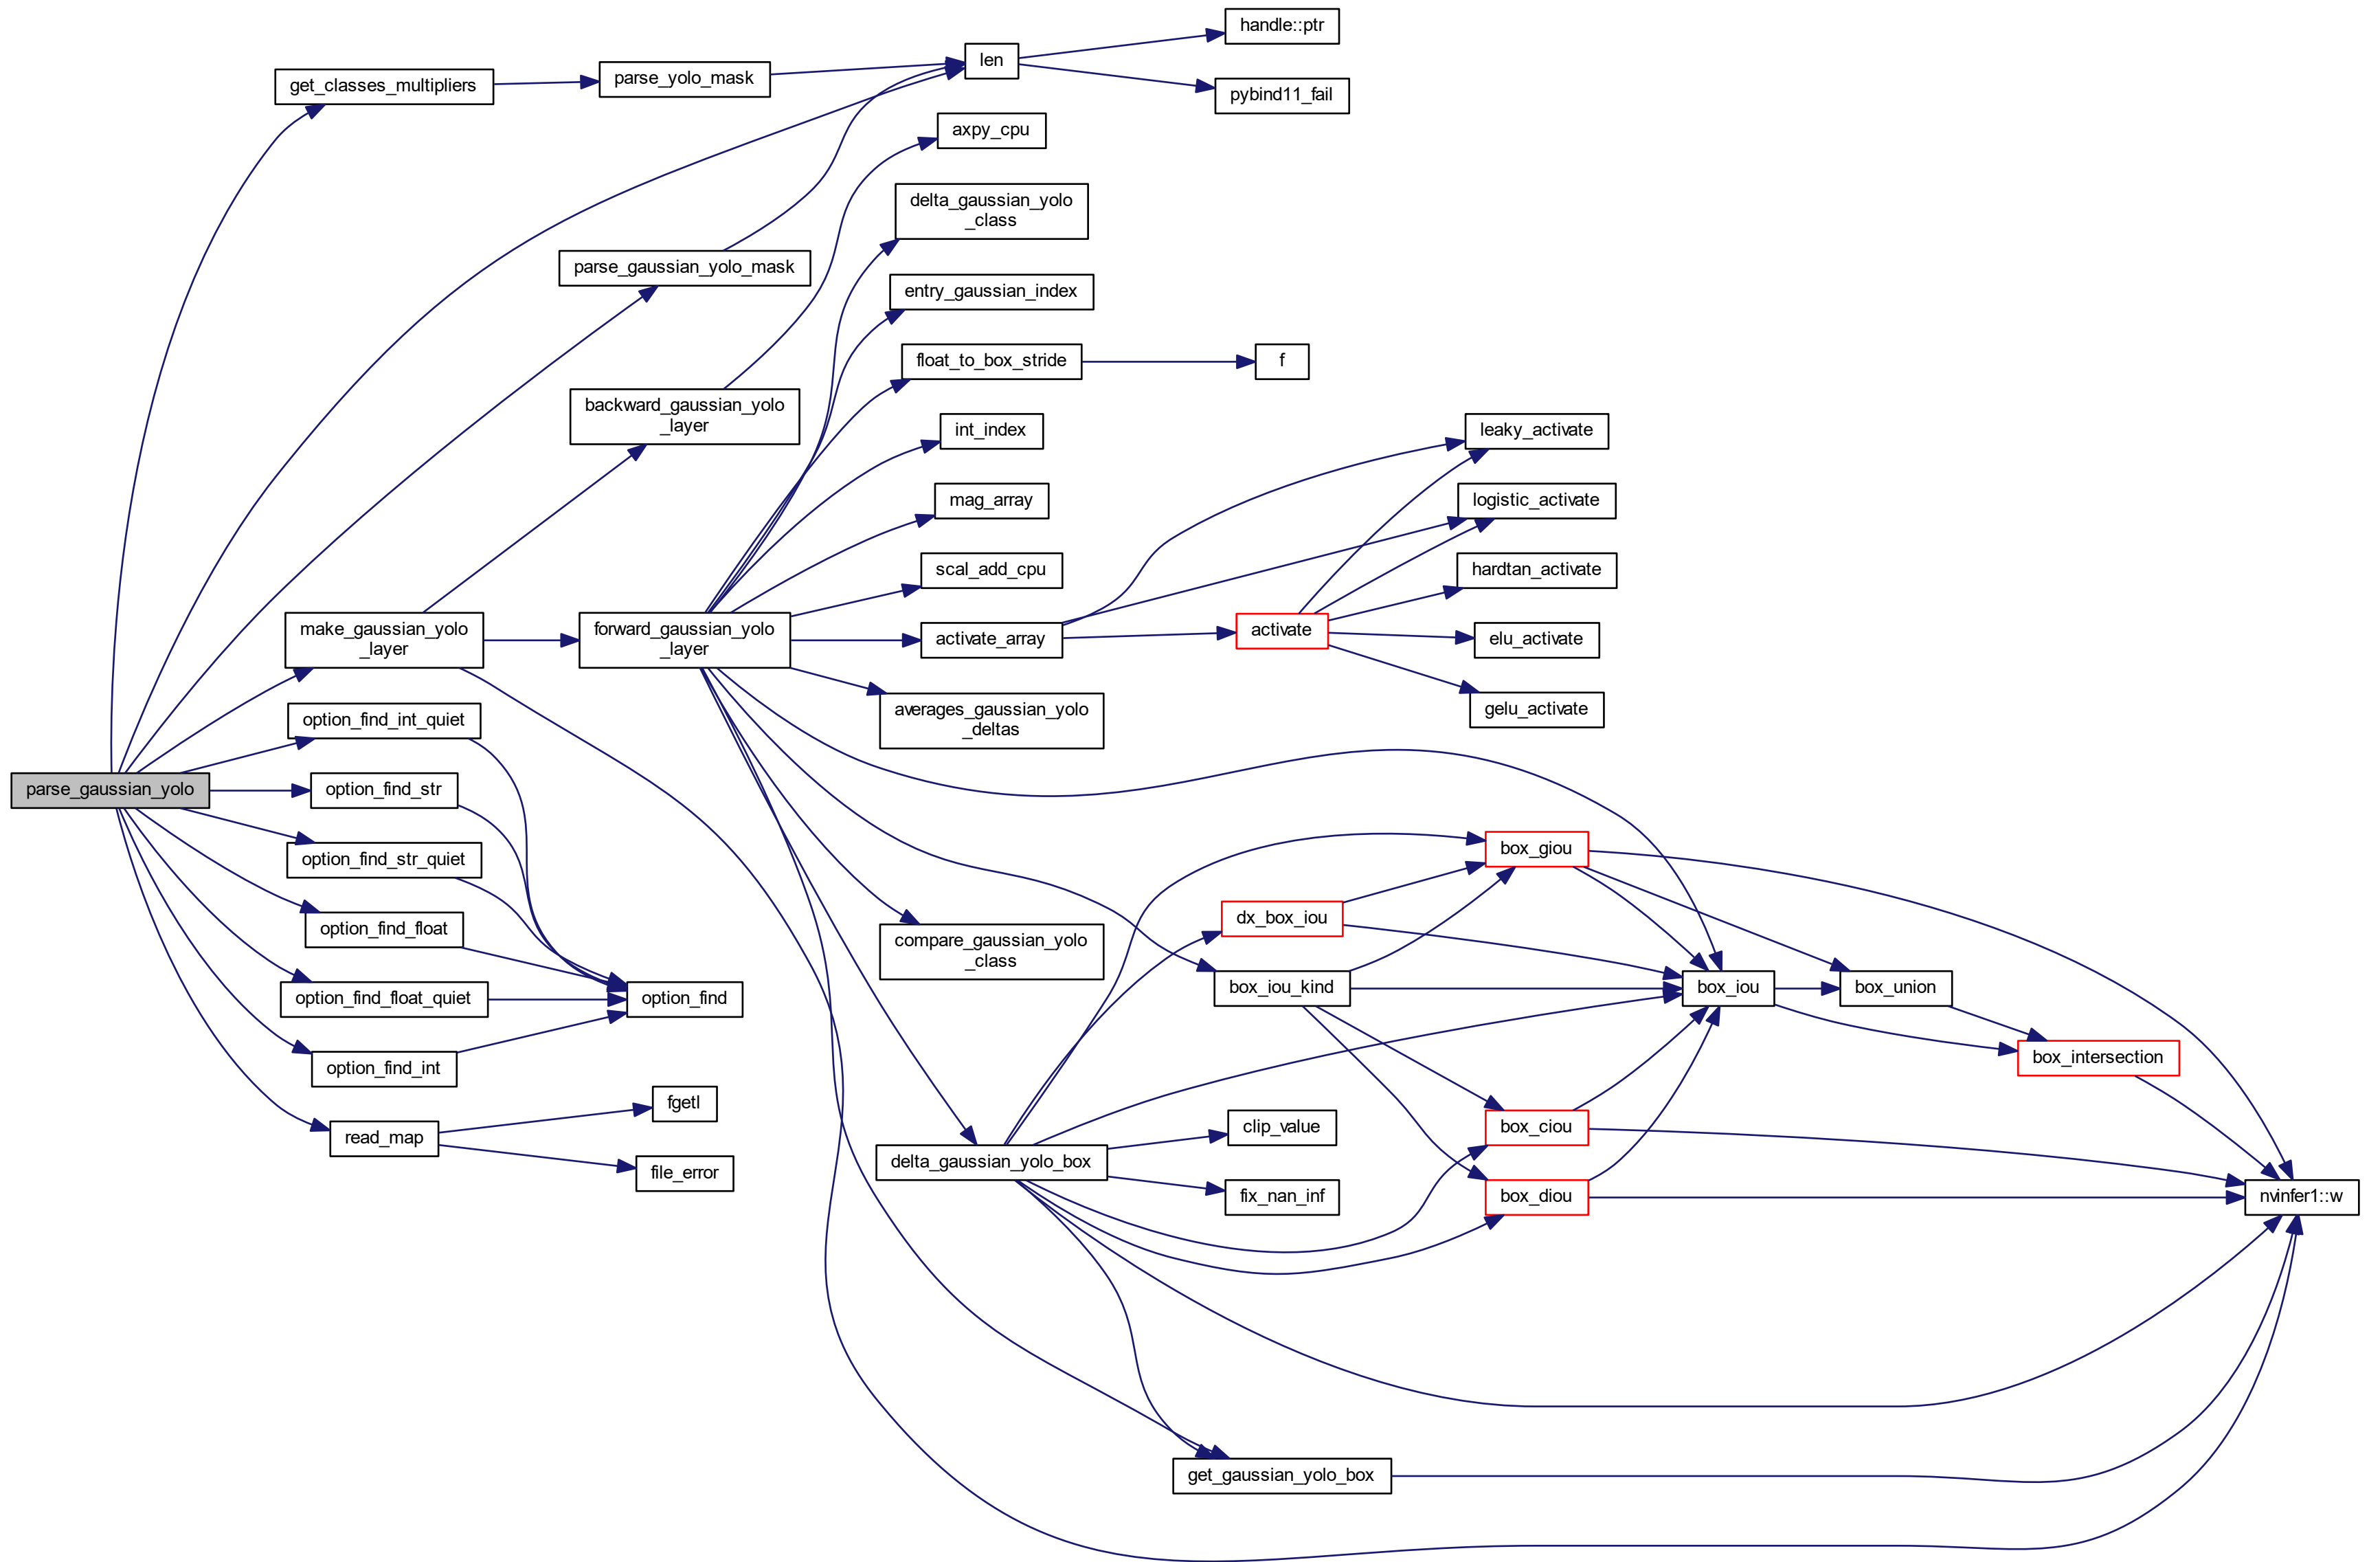 handle::ptr
len
get_classes_multipliers
parse_yolo_mask
pybind11_fail
axpy_cpu
delta_gaussian_yolo
_class
parse_gaussian_yolo_mask
entry_gaussian_index
float_to_box_stride
f
backward_gaussian_yolo
_layer
int_index
leaky_activate
mag_array
logistic_activate
scal_add_cpu
hardtan_activate
make_gaussian_yolo
_layer
forward_gaussian_yolo
_layer
activate_array
activate
elu_activate
averages_gaussian_yolo
_deltas
gelu_activate
option_find_int_quiet
parse_gaussian_yolo
option_find_str
option_find_str_quiet
box_giou
option_find_float
dx_box_iou
compare_gaussian_yolo
_class
option_find_float_quiet
option_find
box_iou_kind
box_iou
box_union
option_find_int
box_intersection
fgetl
read_map
clip_value
box_ciou
file_error
delta_gaussian_yolo_box
fix_nan_inf
box_diou
nvinfer1::w
get_gaussian_yolo_box